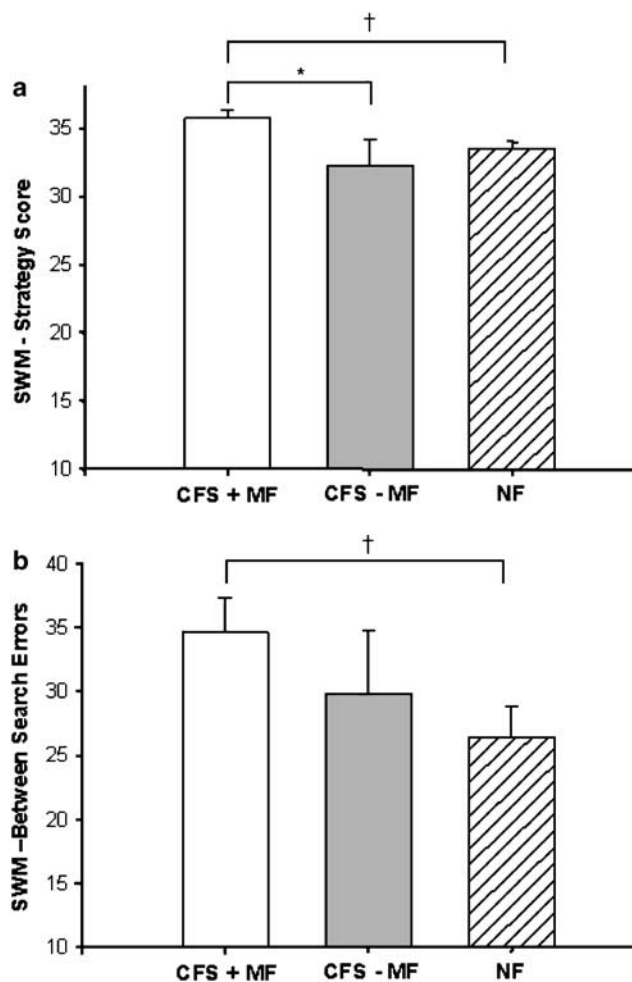 †
a
*
SWM - Strategy Score
35
30
25
20
15
10
CFS + MF CFS - MF NF
b
†
SWM –Between Search Errors
40
35
30
25
20
15
10
CFS + MF CFS - MF NF